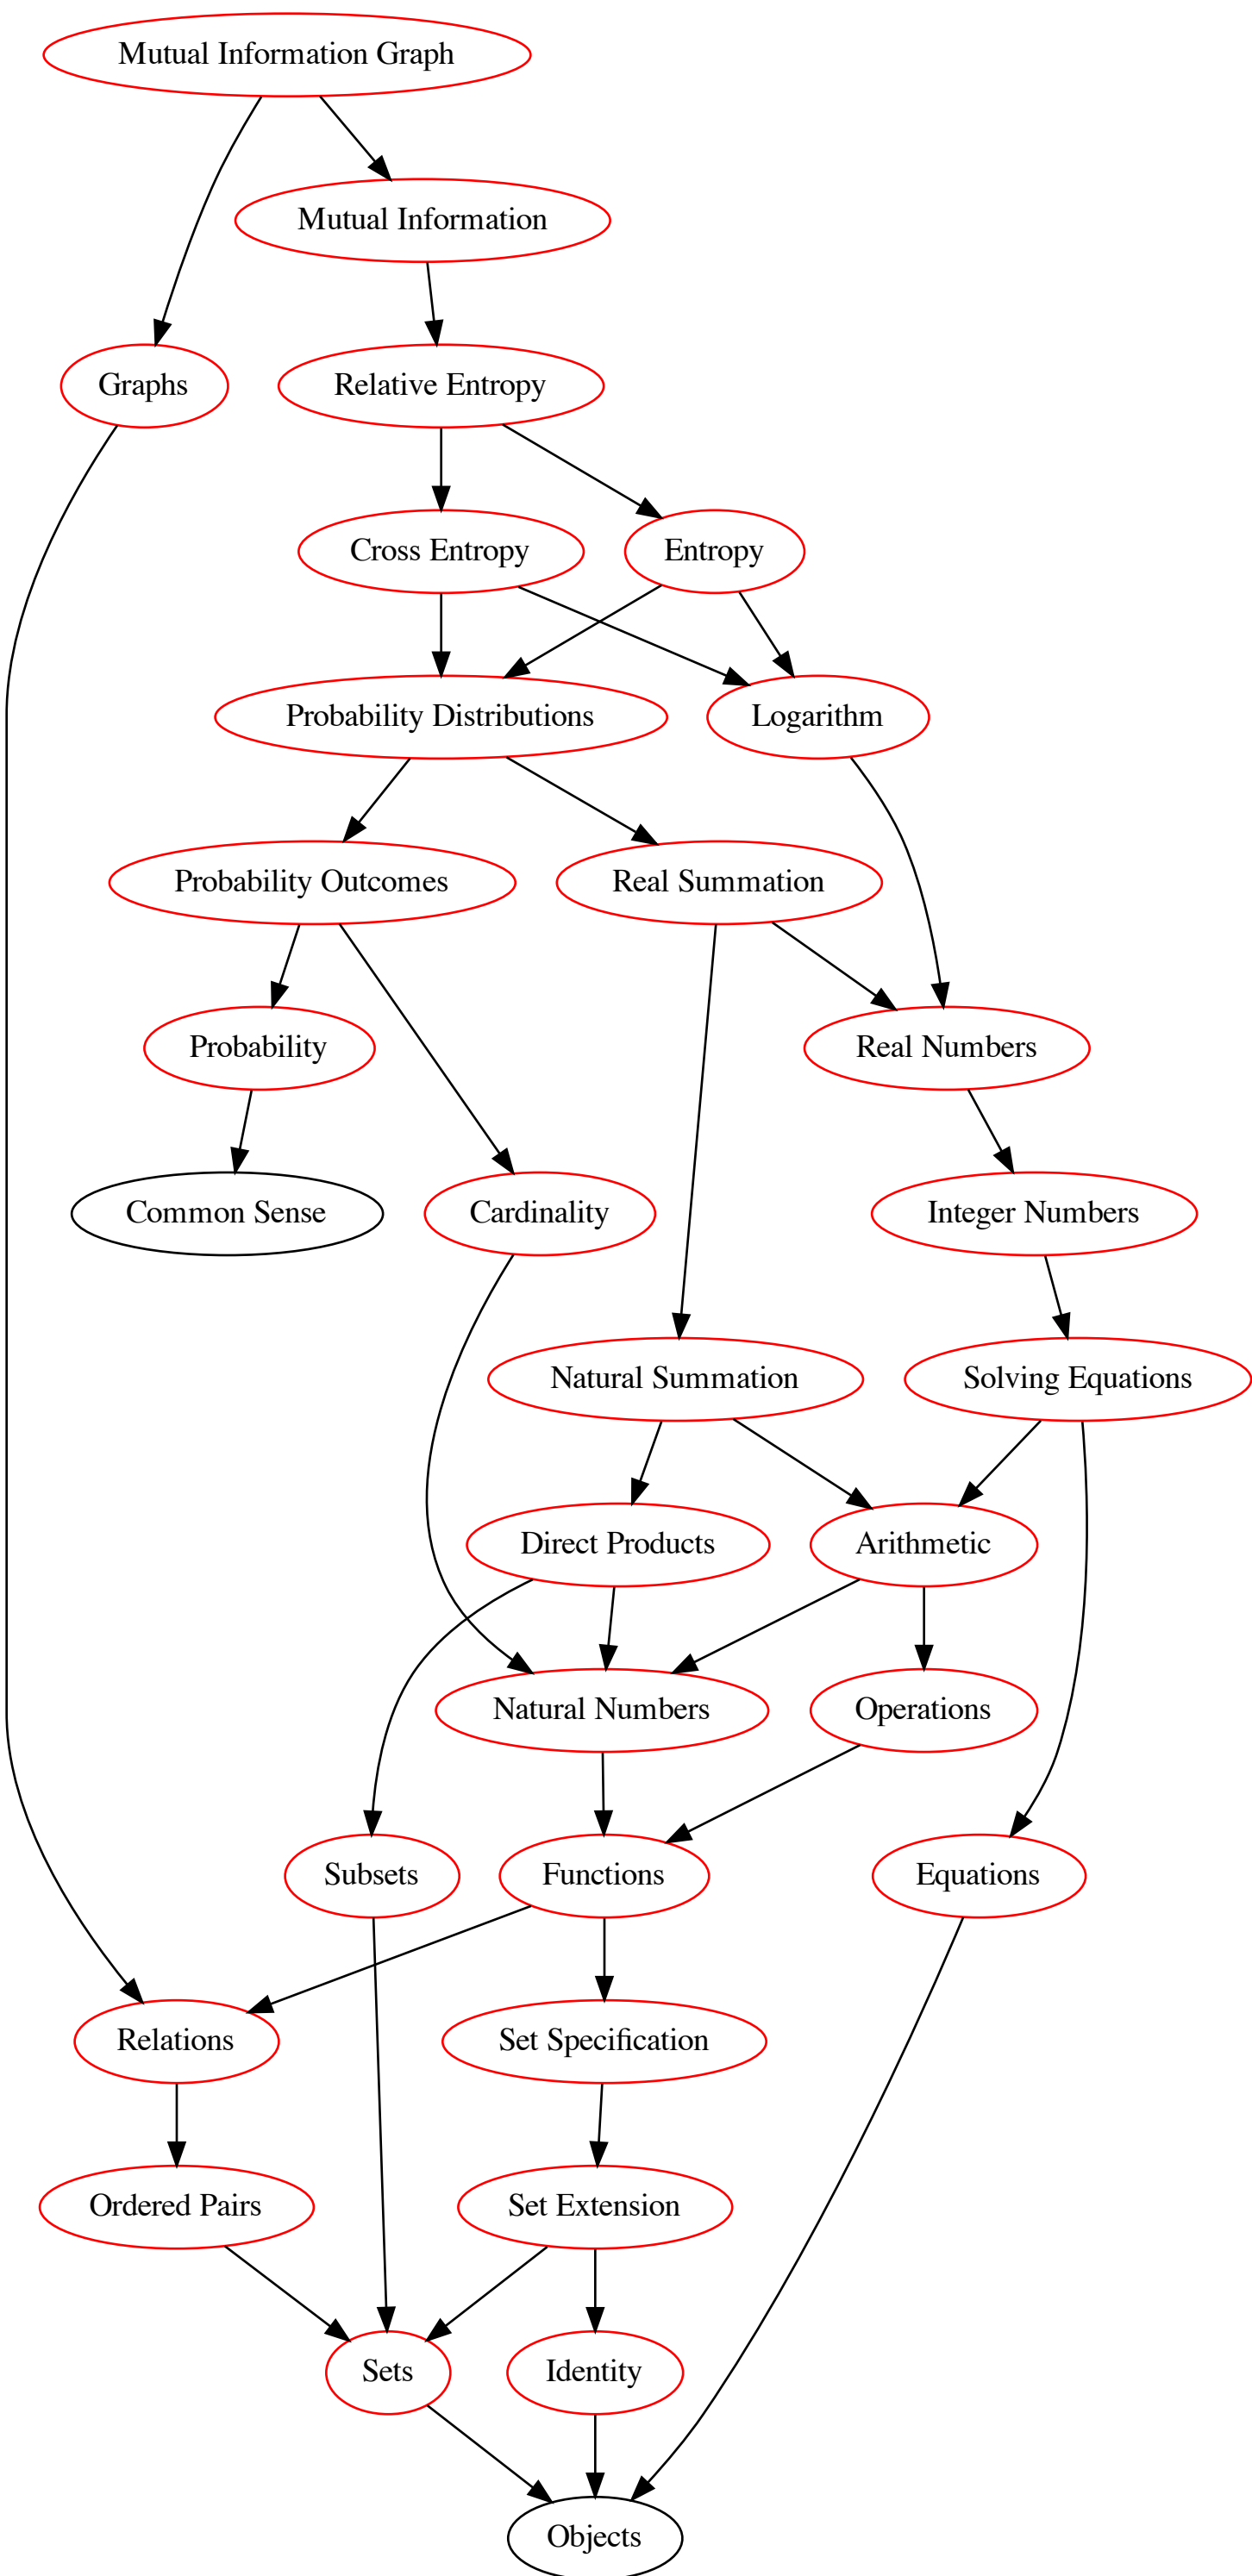 Mutual Information Graph
Mutual Information
Graphs
Relative Entropy
Cross Entropy
Entropy
Probability Distributions
Logarithm
Probability Outcomes
Real Summation
Probability
Real Numbers
Common Sense
Cardinality
Integer Numbers
Natural Summation
Solving Equations
Direct Products
Arithmetic
Natural Numbers
Operations
Subsets
Functions
Equations
Relations
Set Specification
Ordered Pairs
Set Extension
Sets
Identity
Objects